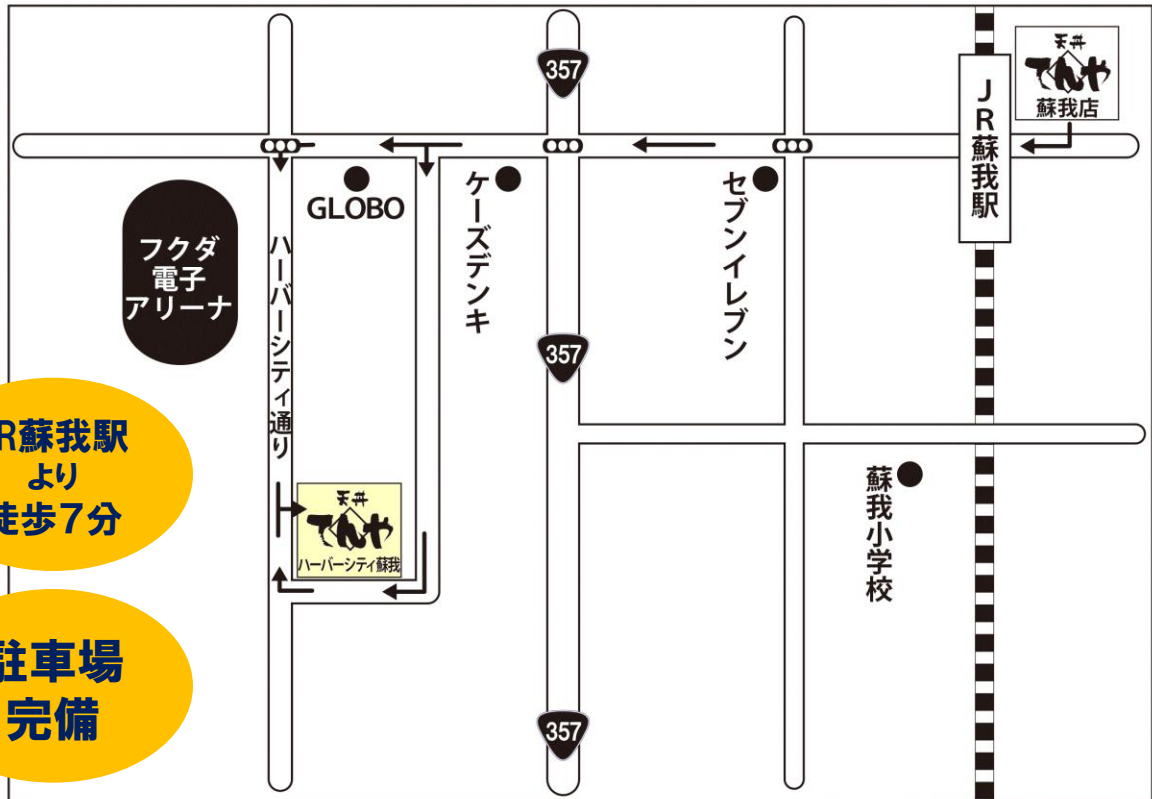 357
天丼
てんや
蘇我店
JR蘇我駅
GLOBO
ケーズデンキ
セブンイレブン
フクダ
電子
アリーナ
ハーバーシティ通り
357
R蘇我駅
より
徒歩7分
天丼
てんや
ハーバーシティ蘇我
蘇我小学校
駐車場
完備
357